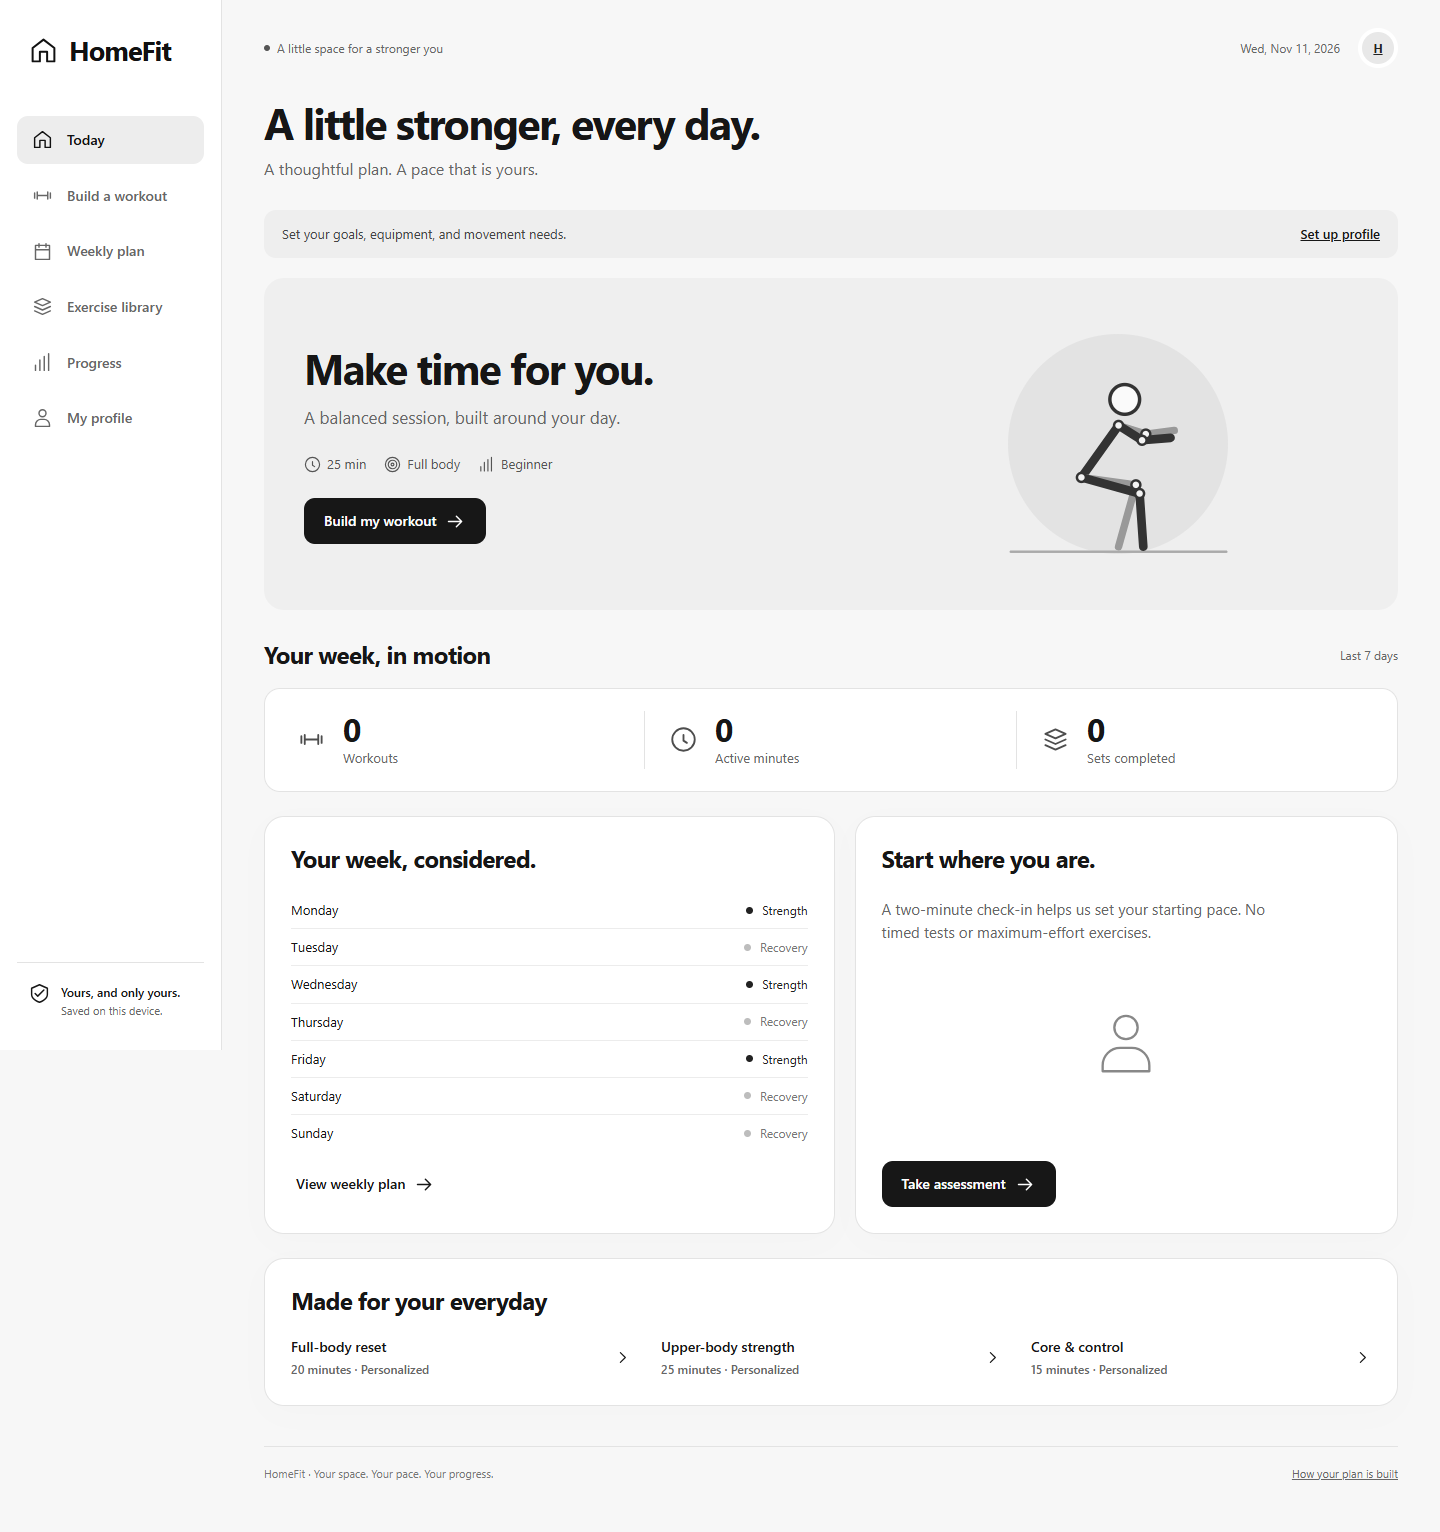 HomeFit
Today
Build a workout
Weekly plan
Exercise library
Progress
My profile
Yours, and only yours.
Saved on this device.
A little space for a stronger you
Wed, Nov 11, 2026
H
A little stronger, every day.
A thoughtful plan. A pace that is yours.
Set your goals, equipment, and movement needs.
Set up profile
Make time for you.
A balanced session, built around your day.
25 min
Full body
Beginner
Build my workout
Your week, in motion
Last 7 days
0
Workouts
0
Active minutes
0
Sets completed
Your week, considered.
Monday
Strength
Tuesday
Recovery
Wednesday
Strength
Thursday
Recovery
Friday
Strength
Saturday
Recovery
Sunday
Recovery
View weekly plan
Start where you are.
A two-minute check-in helps us set your starting pace. No
timed tests or maximum-effort exercises.
Take assessment
Made for your everyday
Full-body reset
20 minutes · Personalized
Upper-body strength
25 minutes · Personalized
Core & control
15 minutes · Personalized
HomeFit · Your space. Your pace. Your progress.
How your plan is built